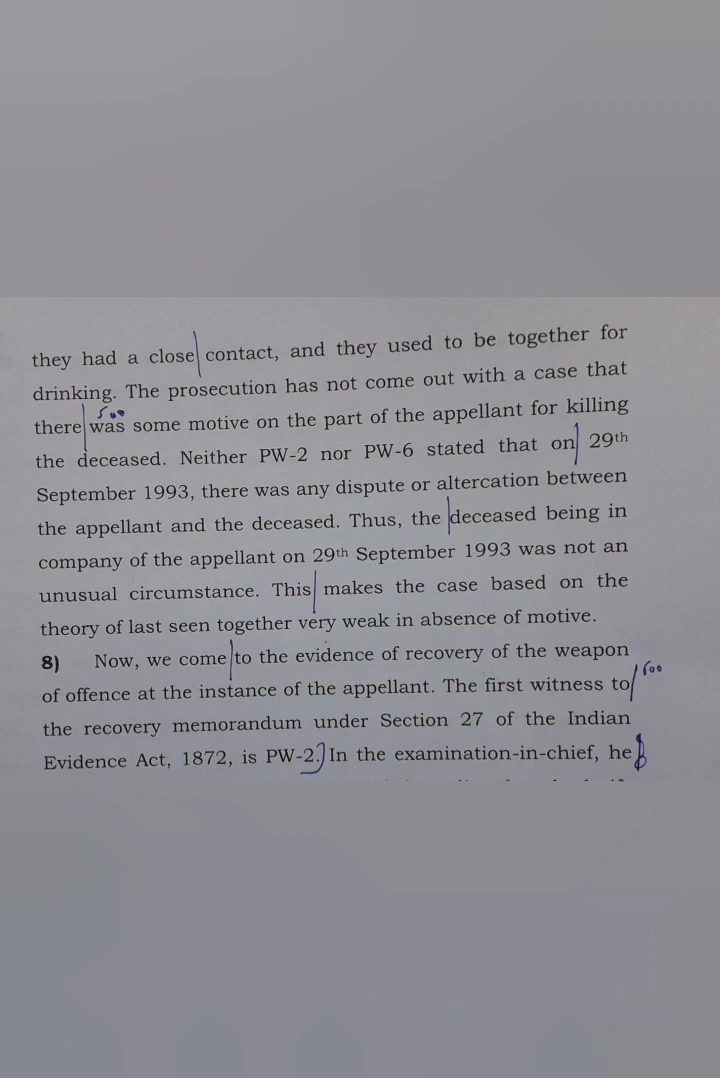 they had a close contact, and they used to be together for
drinking. The prosecution has not come out with a case that
500
there was some motive on the part of the appellant for killing
the deceased. Neither PW-2 nor PW-6 stated that on 29th
September 1993, there was any dispute or altercation between
the appellant and the deceased. Thus, the deceased being in
company of the appellant on 29th September 1993 was not an
unusual circumstance. This makes the case based on the
theory of last seen together very weak in absence of motive.
8) Now, we come to the evidence of recovery of the weapon
of offence at the instance of the appellant. The first witness to 600
the recovery memorandum under Section 27 of the Indian
Evidence Act, 1872, is PW-2. In the examination-in-chief, he